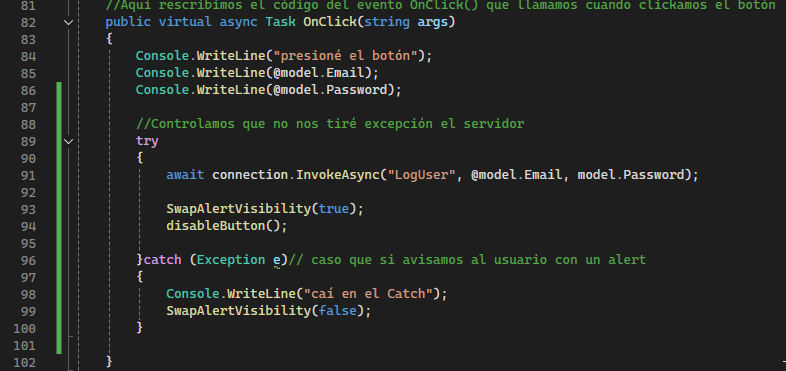 81 //Aquí rescribimos el código del evento OnClick() que llamamos cuando clickamos el botón
82 public virtual async Task OnClick(string args)
83 {
84 Console.WriteLine("presioné el botón");
85 Console.WriteLine(@model.Email);
86 Console.WriteLine(@model.Password);
87
88 //Controlamos que no nos tiré excepción el servidor
89 try
90 {
91 await connection.InvokeAsync("LogUser", @model.Email, model.Password);
92
93 SwapAlertVisibility(true);
94 disableButton();
95
96 }catch (Exception e)// caso que si avisamos al usuario con un alert
97 {
98 Console.WriteLine("caí en el Catch");
99 SwapAlertVisibility(false);
100 }
101
102 }